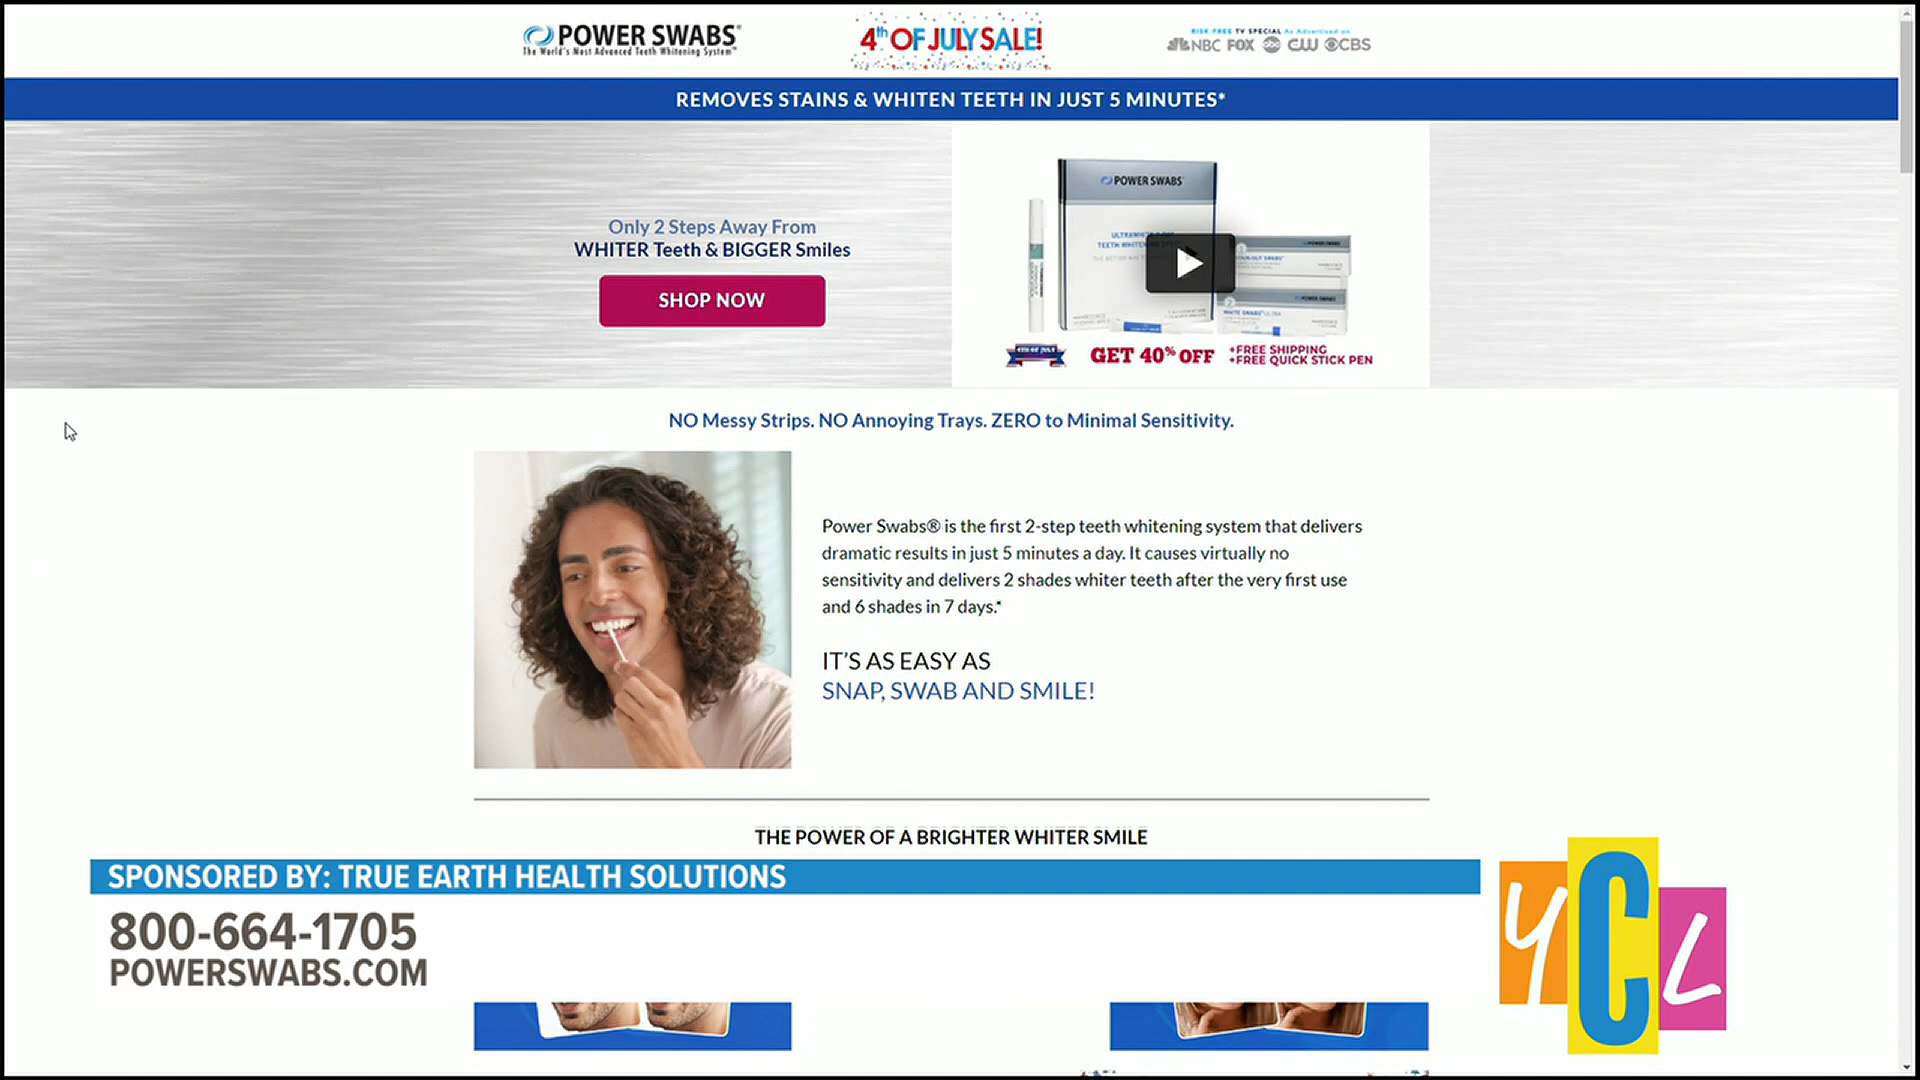 POWER SWABS®
The World's Most Advanced Teeth Whitening System™
4th OF JULY SALE!
RISK FREE TV SPECIAL As Advertised on
NBC FOX abc CW CBS
REMOVES STAINS & WHITEN TEETH IN JUST 5 MINUTES*
Only 2 Steps Away From
WHITER Teeth & BIGGER Smiles
SHOP NOW
POWER SWABS
TEETH
POWER SWABS
POWER SWABS
4TH OF JULY
GET 40% OFF
+FREE SHIPPING
+FREE QUICK STICK PEN
NO Messy Strips. NO Annoying Trays. ZERO to Minimal Sensitivity.
Power Swabs® is the first 2-step teeth whitening system that delivers
dramatic results in just 5 minutes a day. It causes virtually no
sensitivity and delivers 2 shades whiter teeth after the very first use
and 6 shades in 7 days.*
IT'S AS EASY AS
SNAP, SWAB AND SMILE!
THE POWER OF A BRIGHTER WHITER SMILE
SPONSORED BY: TRUE EARTH HEALTH SOLUTIONS
800-664-1705
POWERSWABS.COM
YCL